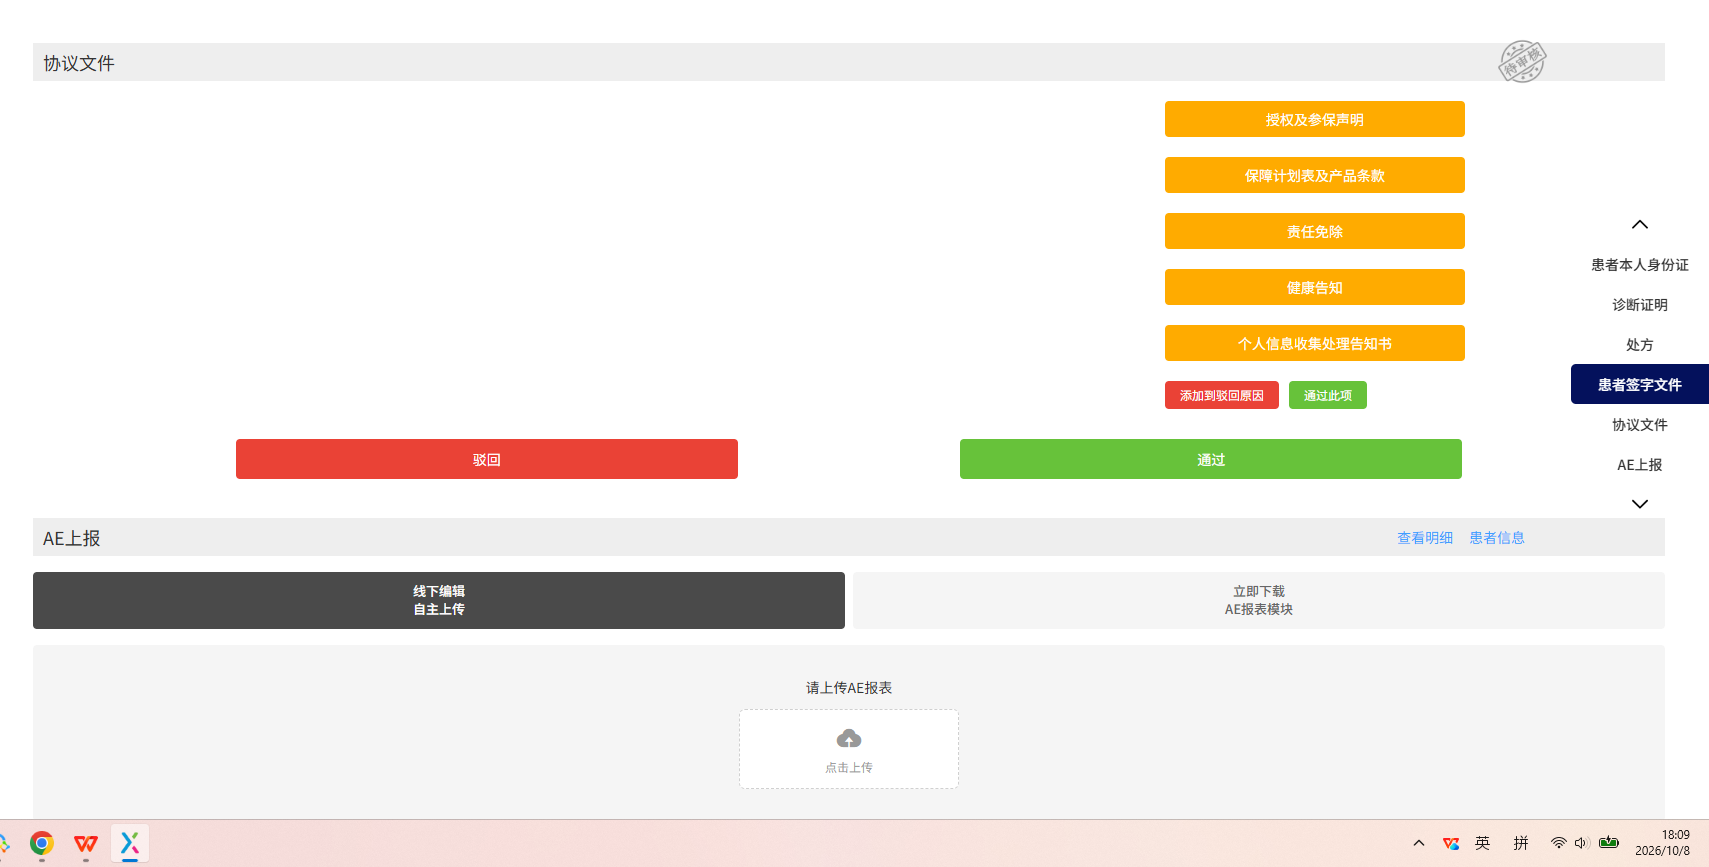 协议文件
待审核
授权及参保声明
保障计划表及产品条款
责任免除
健康告知
个人信息收集处理告知书
添加到驳回原因 通过此项
驳回 通过
患者本人身份证
诊断证明
处方
患者签字文件
协议文件
AE上报
AE上报 查看明细 患者信息
线下编辑
自主上传
立即下载
AE报表模块
请上传AE报表
点击上传
英 拼
18:09
2026/10/8